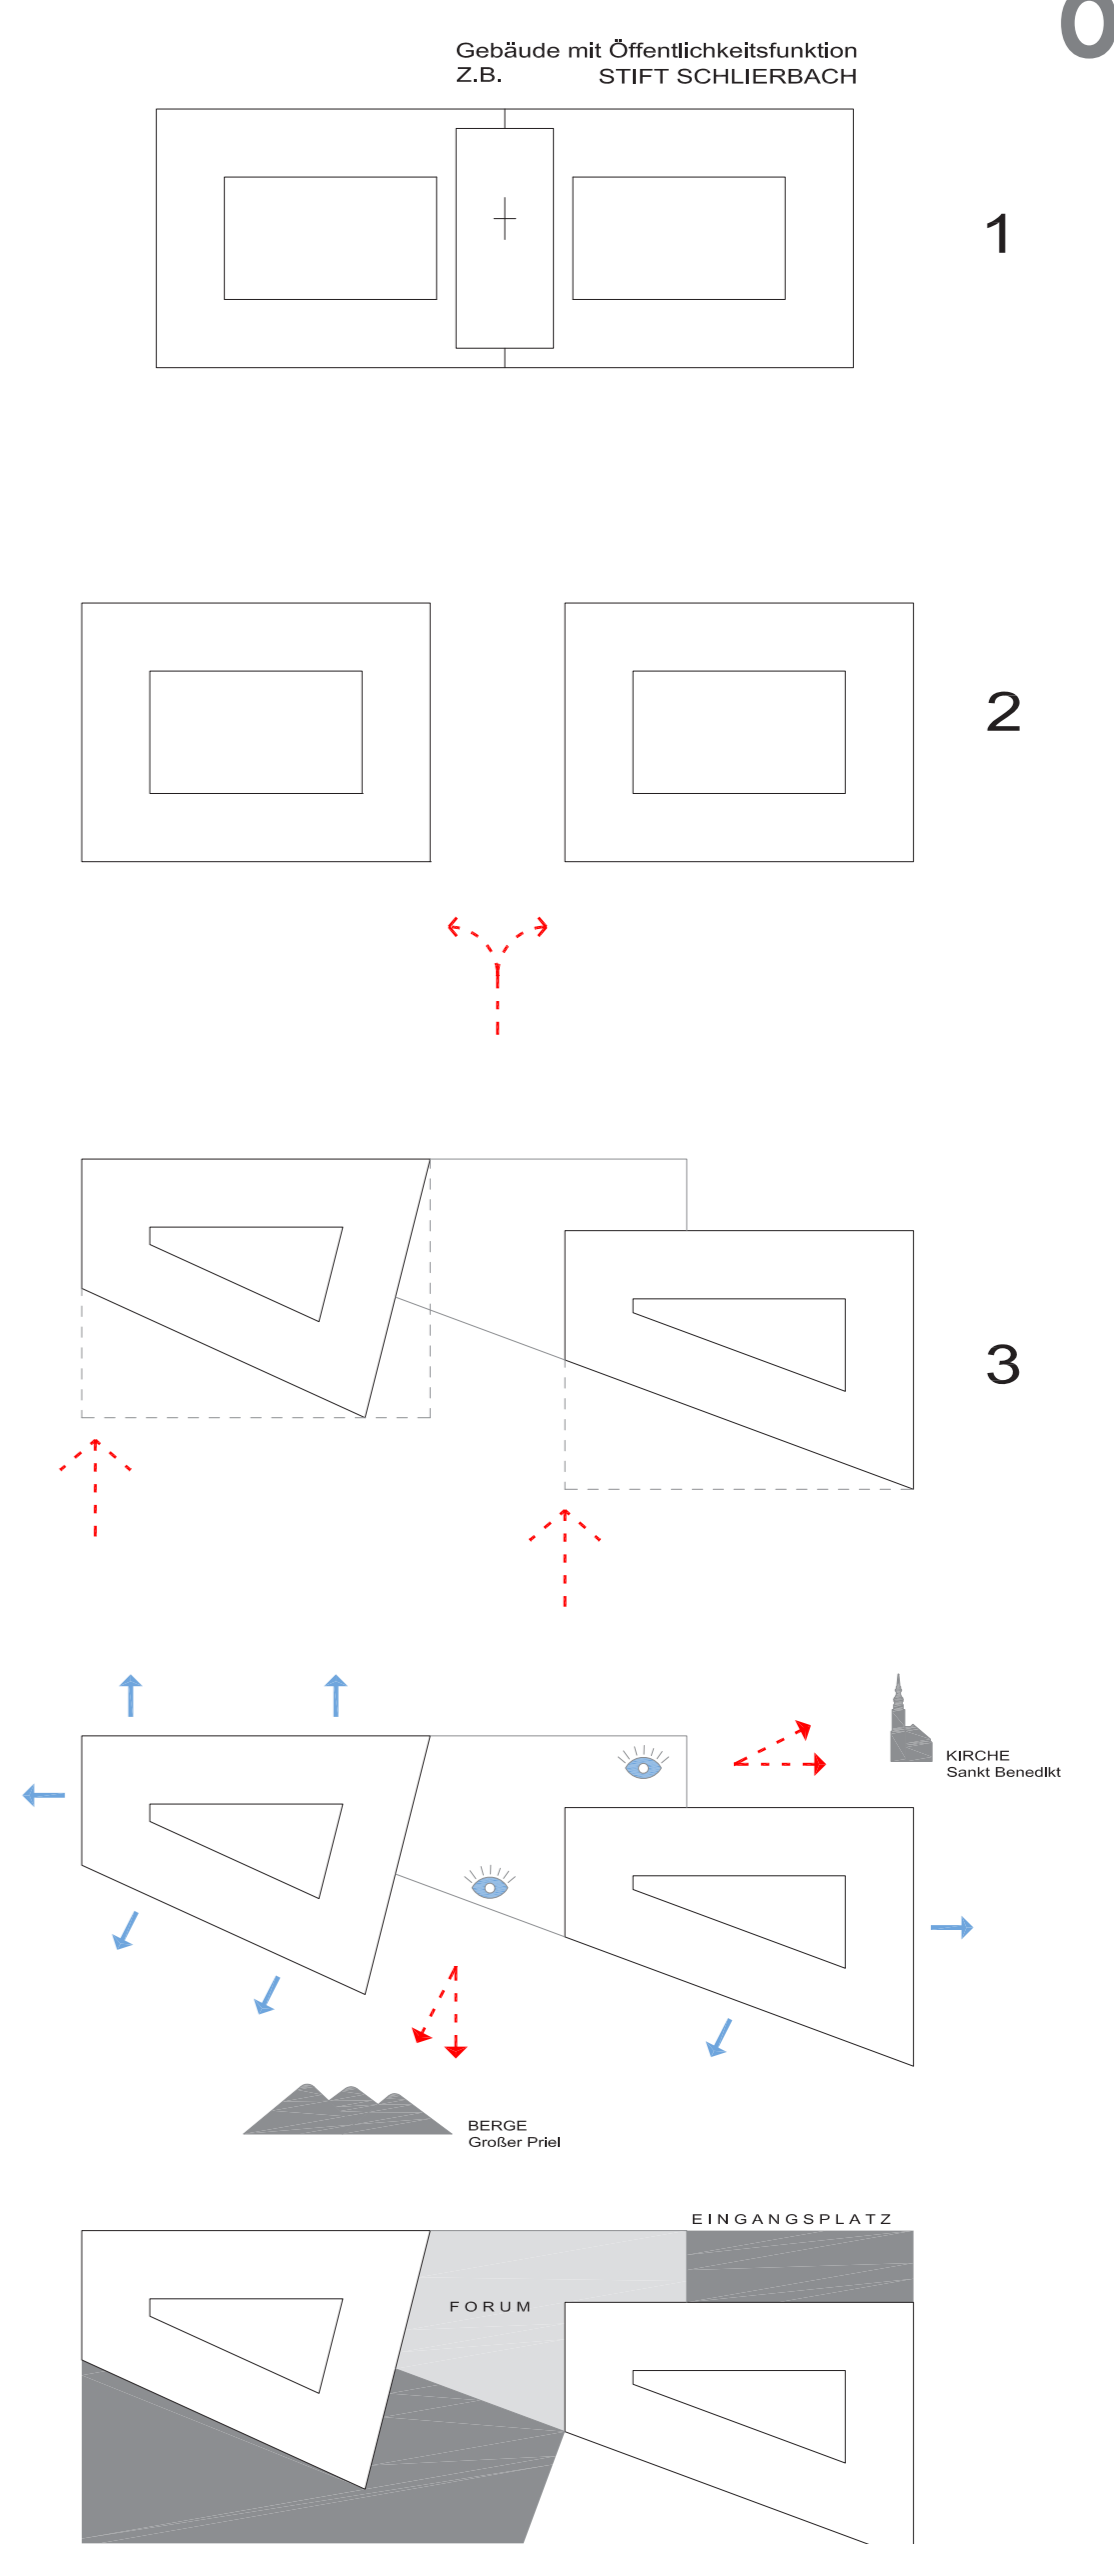 Gebäude mit Öffentlichkeitsfunktion
Z.B. STIFT SCHLIERBACH
1
2
3
KIRCHE
Sankt Benedikt
BERGE
Großer Priel
EINGANGSPLATZ
FORUM